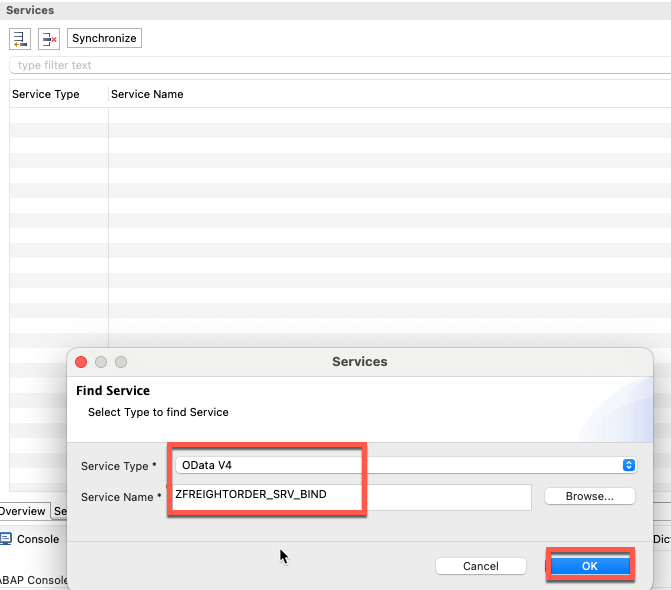 Services
Synchronize
type filter text
Service Type Service Name
Services
Find Service
Select Type to find Service
Service Type * OData V4
Service Name * ZFREIGHTORDER_SRV_BIND Browse...
Overview Se
Console Dic
ABAP Console
Cancel OK